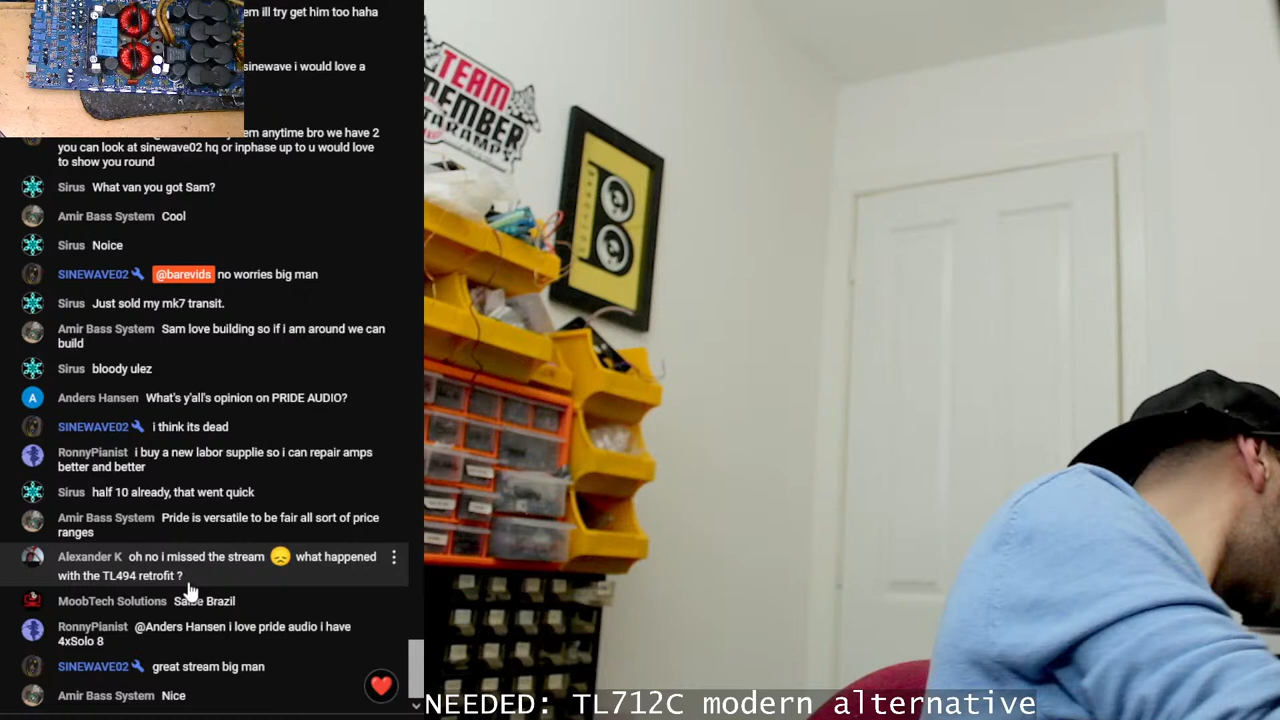 em ill try get him too haha
sinewave i would love a
em anytime bro we have 2
you can look at sinewave02 hq or inphase up to u would love
to show you round
Sirus What van you got Sam?
Amir Bass System Cool
Sirus Noice
SINEWAVE02 @barevids no worries big man
Sirus Just sold my mk7 transit.
Amir Bass System Sam love building so if i am around we can
build
Sirus bloody ulez
A Anders Hansen What's y'all's opinion on PRIDE AUDIO?
SINEWAVE02 i think its dead
RonnyPianist i buy a new labor supplie so i can repair amps
better and better
Sirus half 10 already, that went quick
Amir Bass System Pride is versatile to be fair all sort of price
ranges
Alexander K oh no i missed the stream 😞 what happened
with the TL494 retrofit ?
MoobTech Solutions Brazil
RonnyPianist @Anders Hansen i love pride audio i have
4xSolo 8
SINEWAVE02 great stream big man
Amir Bass System Nice
TEAM
MEMBER
TARAMPS
NEEDED: TL712C modern alternative